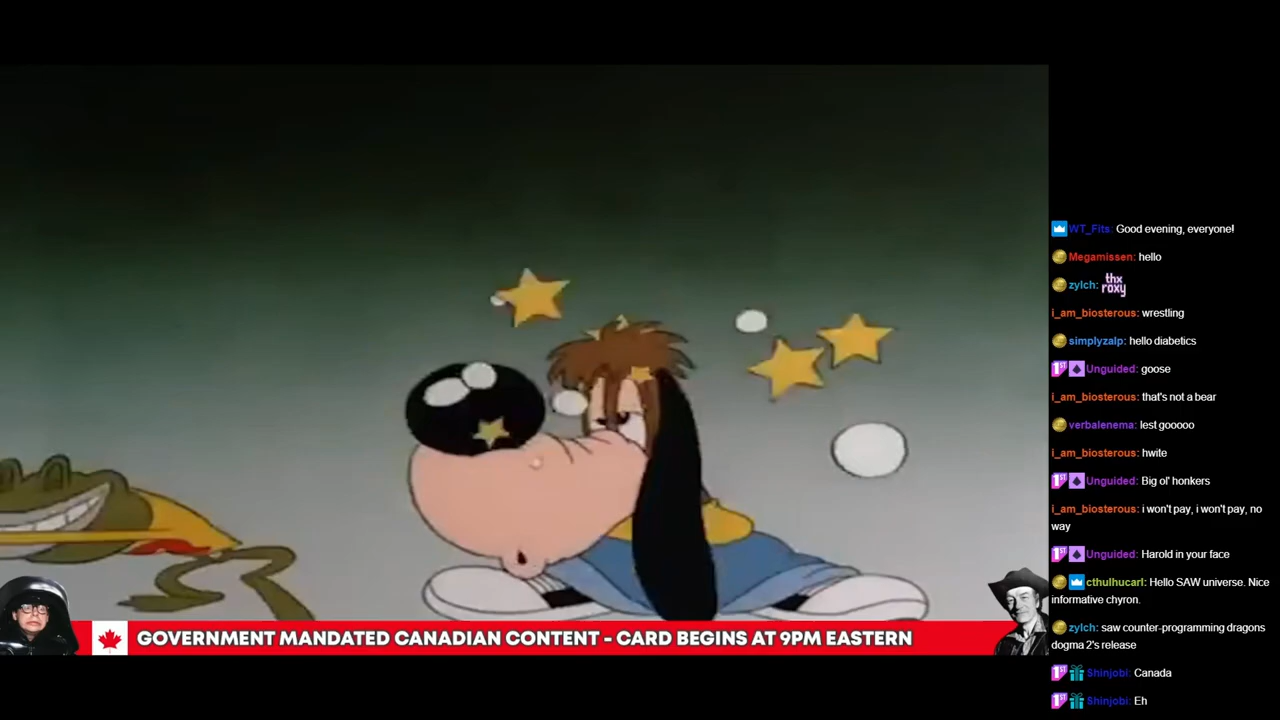 WT_Fits: Good evening, everyone!
Megamissen: hello
zylch: thx
roxy
i_am_biosterous: wrestling
simplyzalp: hello diabetics
Unguided: goose
i_am_biosterous: that's not a bear
verbalenema: lest gooooo
i_am_biosterous: hwite
Unguided: Big ol' honkers
i_am_biosterous: i won't pay, i won't pay, no
way
Unguided: Harold in your face
cthulhucarl: Hello SAW universe. Nice
informative chyron.
zylch: saw counter-programming dragons
dogma 2's release
Shinjobi: Canada
Shinjobi: Eh
GOVERNMENT MANDATED CANADIAN CONTENT - CARD BEGINS AT 9PM EASTERN